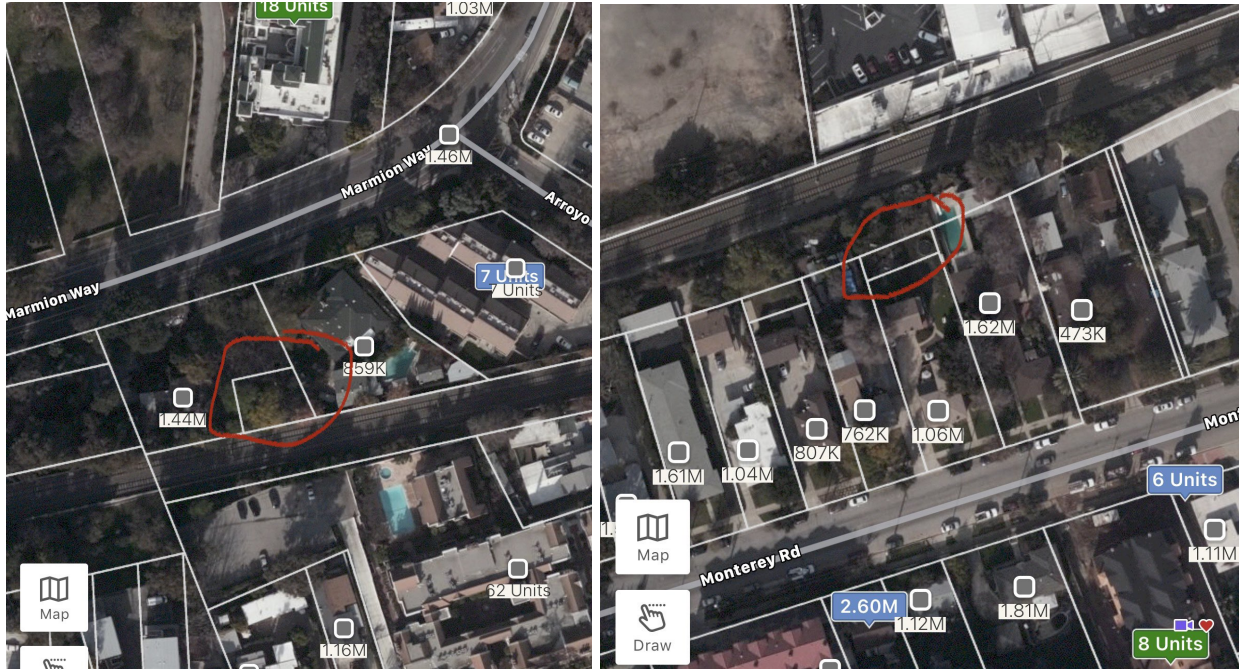 18 Units
1.03M
1.46M
Marmion Way
Arroyo
7 Units
Units
Marmion Way
859K
1.44M
62 Units
Map
1.16M
1.62M
473K
762K
1.06M
807K
1.61M
1.04M
Mont
6 Units
Map
Monterey Rd
1.11M
2.60M
1.12M
1.81M
Draw
8 Units